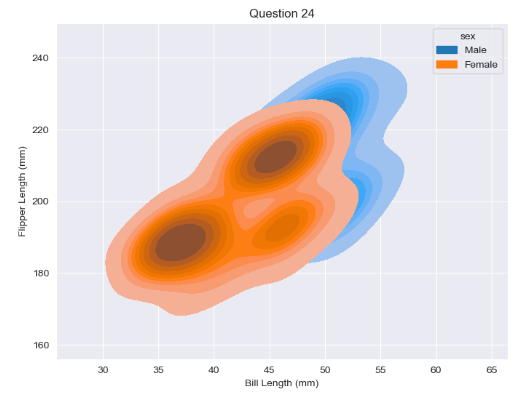 Question 24
sex
Male
Female
240
220
200
180
160
Flipper Length (mm)
30 35 40 45 50 55 60 65
Bill Length (mm)